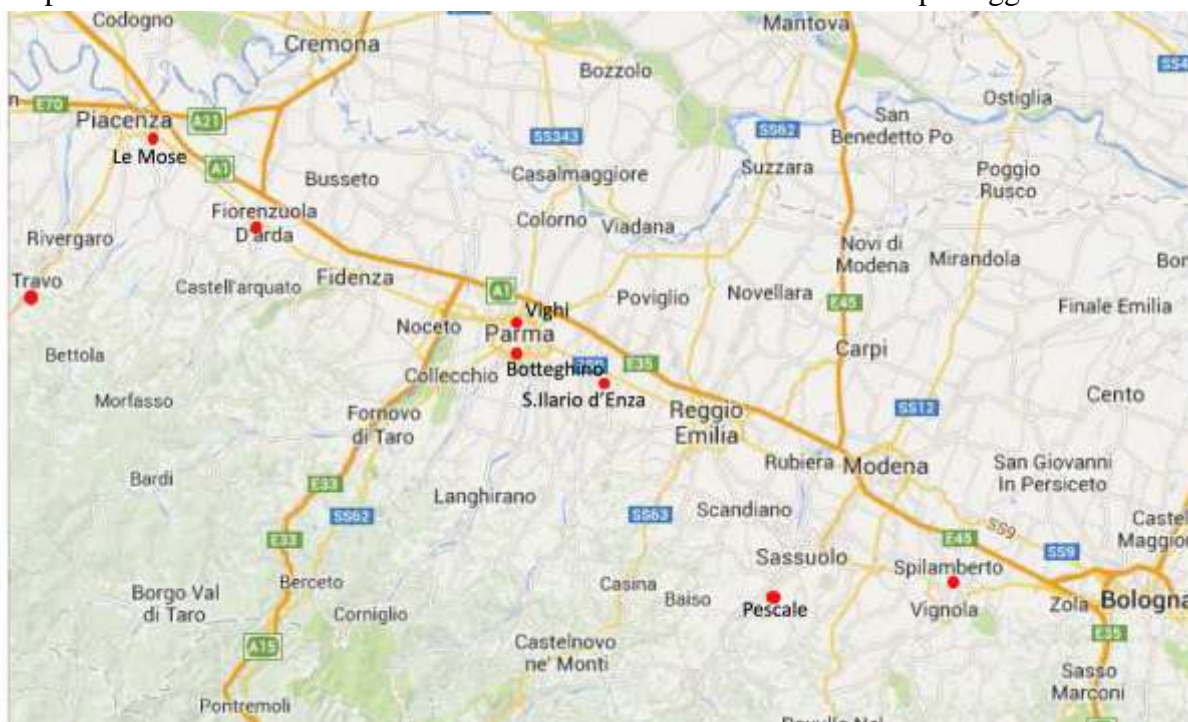 Codogno
Cremona
Mantova
Bozzolo
E70
Piacenza
A21
Ostiglia
San
Benedetto Po
SS343
SS62
Le Mose
A1
Busseto
Casalmaggiore
Suzzara
Poggio
Rusco
Fiorenzuola
D'arda
Colorno
Viadana
Rivergaro
Novi di
Modena
Mirandola
Travo
Castell'arquato
Fidenza
A1
Poviglio
Novellara
E45
Finale Emilia
Vighi
Noceto
Parma
Bettola
Collecchio
Botteghino
E35
Carpi
Morfasso
S.Ilario d'Enza
Cento
Fornovo
di Taro
Reggio
Emilia
SS12
Rubiera
Modena
San Giovanni
In Persiceto
Bardi
E33
Langhirano
SS62
SS63
Scandiano
SS9
E33
E45
SS9
Sassuolo
Spilamberto
Borgo Val
di Taro
Berceto
Corniglio
Casina
Baiso
Pescale
Vignola
Zola
Bologna
A15
Castelnovo
ne' Monti
E35
Sasso
Marconi
Pontremoli